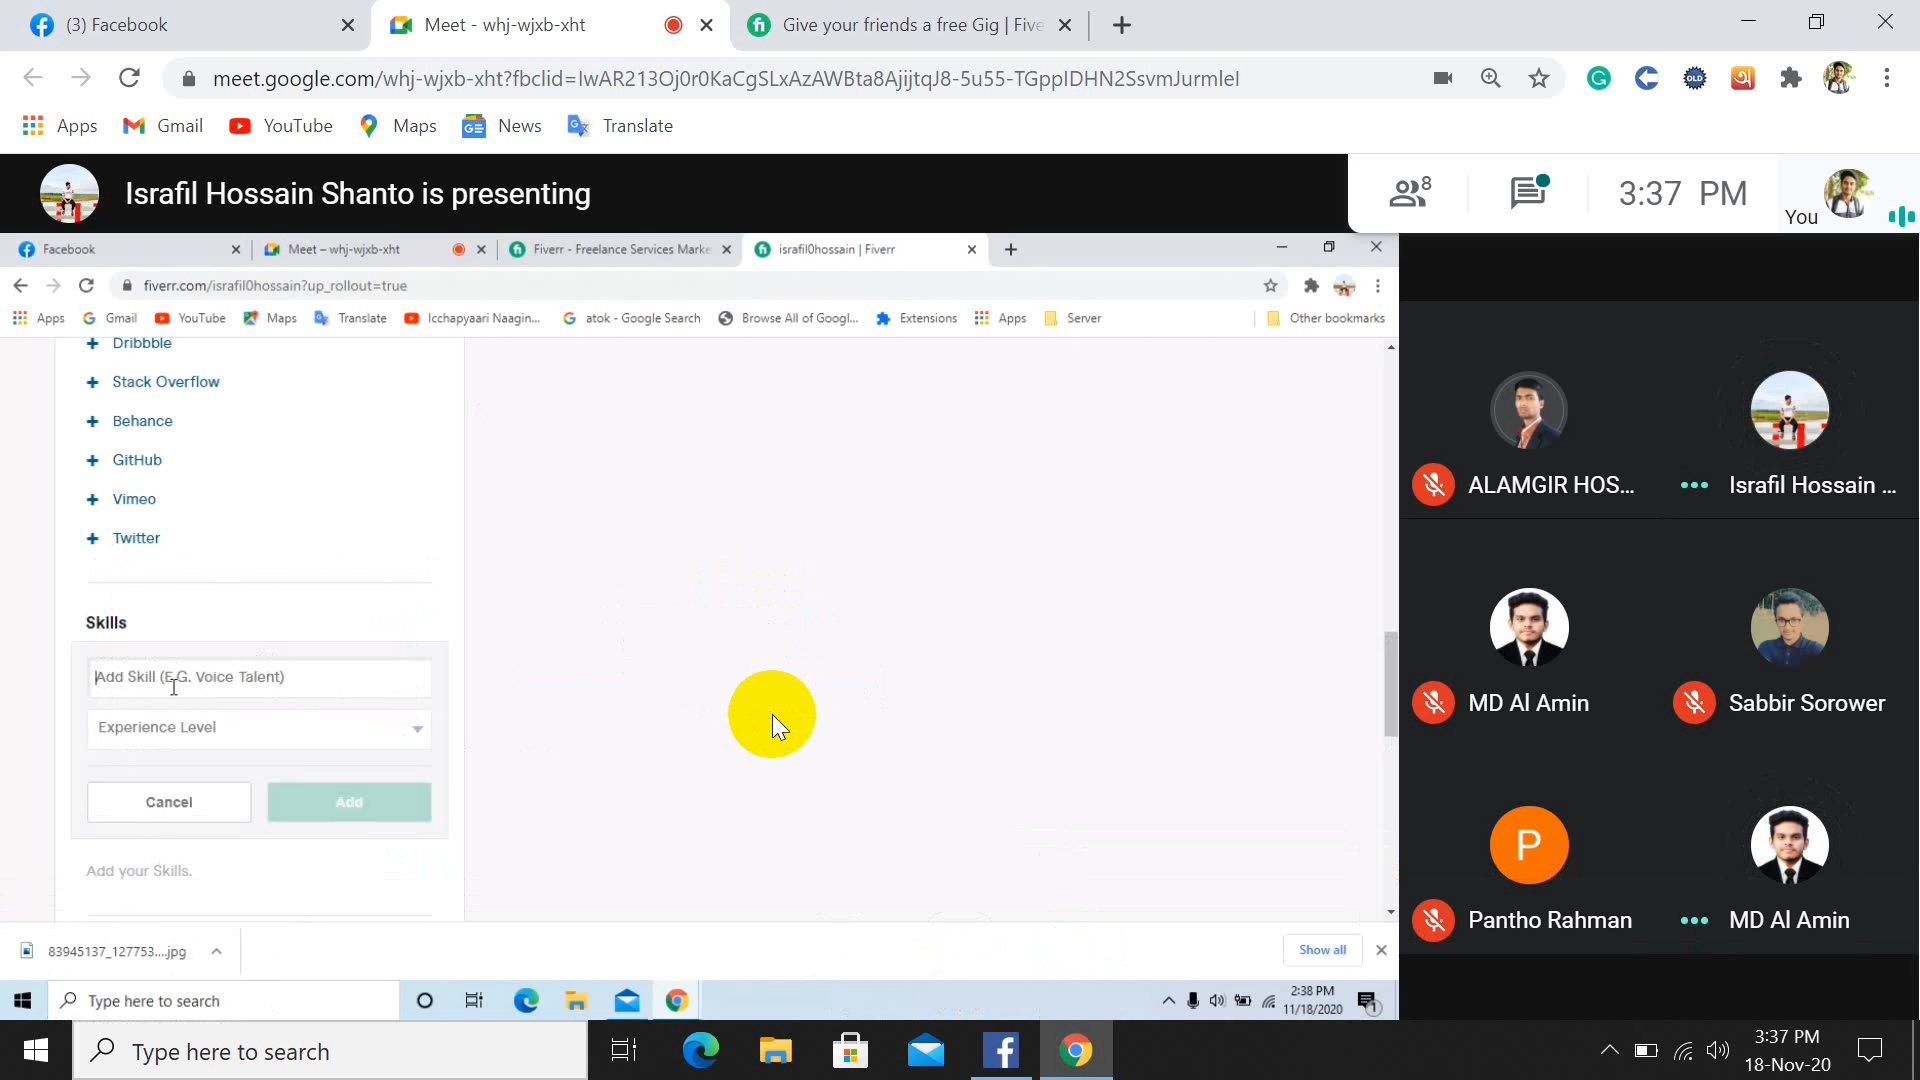 (3) Facebook
Meet - whj-wjxb-xht
Give your friends a free Gig | Five
meet.google.com/whj-wjxb-xht?fbclid=IwAR213Oj0r0KaCgSLxAzAWBta8AjijtqJ8-5u55-TGppIDHN2SsvmJurmleI
OLD
অ
Apps
Gmail
YouTube
Maps
News
Translate
Israfil Hossain Shanto is presenting
8
3:37 PM
You
Facebook
Meet – whj-wjxb-xht
Fiverr - Freelance Services Marke
israfil0hossain | Fiverr
fiverr.com/israfil0hossain?up_rollout=true
Apps
Gmail
YouTube
Maps
Translate
Icchapyaari Naagin...
atok - Google Search
Browse All of Googl...
Extensions
Apps
Server
Other bookmarks
Dribbble
Stack Overflow
Behance
GitHub
Vimeo
Twitter
Skills
Add Skill (E.G. Voice Talent)
Experience Level
Cancel
Add
Add your Skills.
ALAMGIR HOS...
Israfil Hossain ...
MD Al Amin
Sabbir Sorower
P
Pantho Rahman
MD Al Amin
83945137_127753....jpg
Show all
Type here to search
2:38 PM
11/18/2020
1
Type here to search
3:37 PM
18-Nov-20